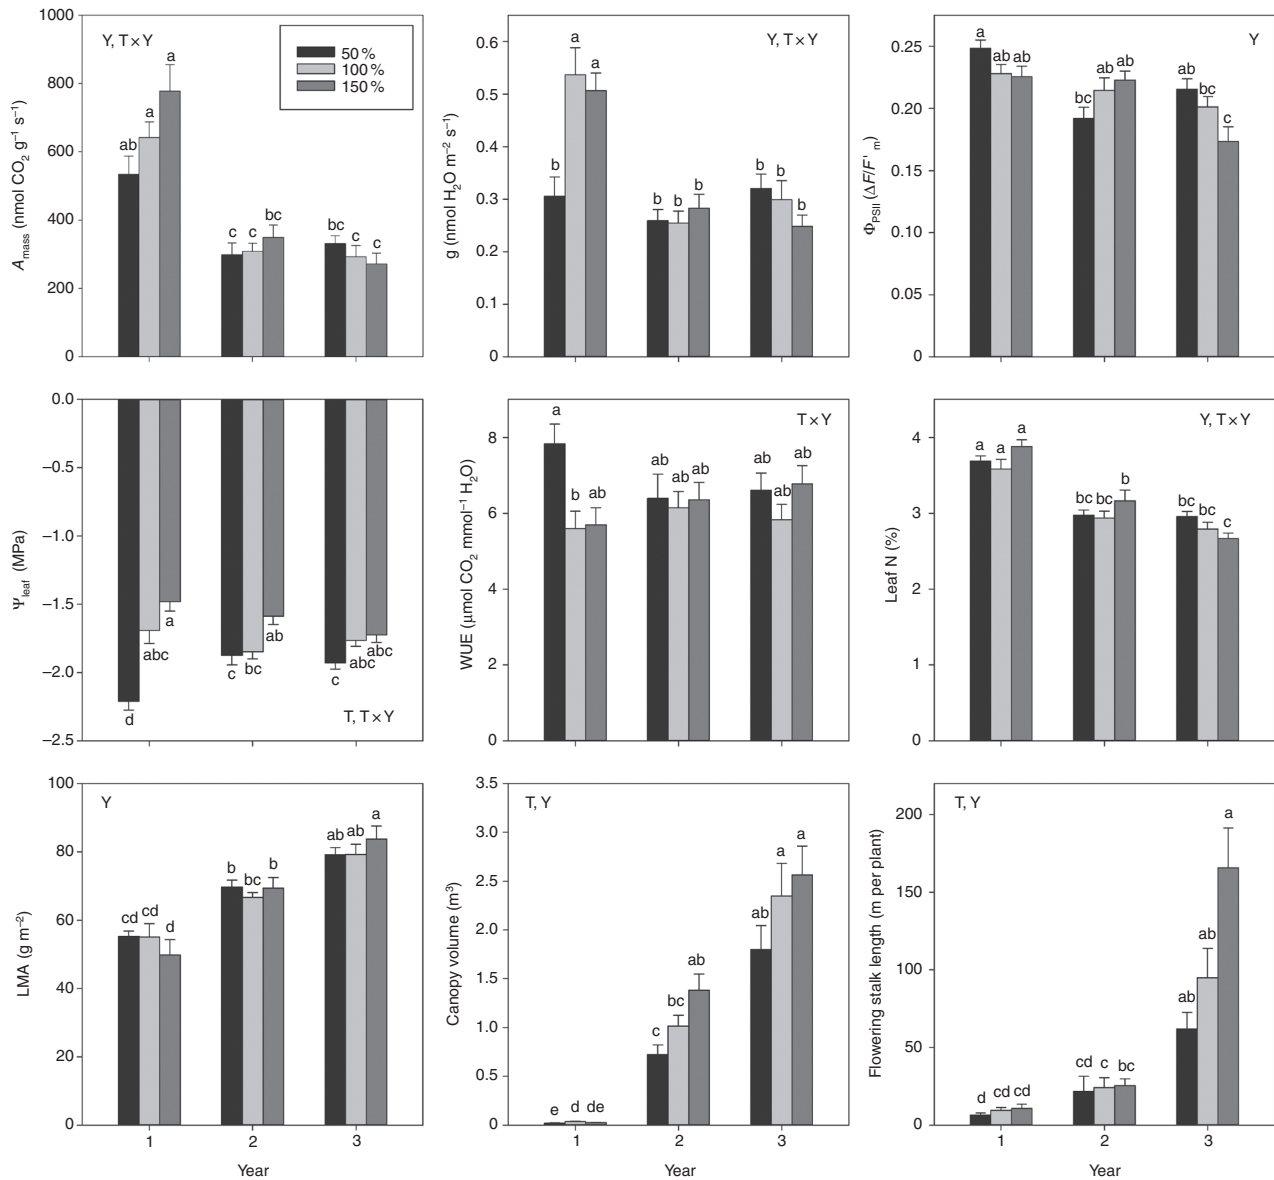 1000
800
600
400
200
0
A_mass (nmol CO₂ g⁻¹ s⁻¹)
Y, T × Y
50 %
100 %
150 %
ab a a
c c bc
bc c c
0.6
0.5
0.4
0.3
0.2
0.1
0
g (nmol H₂O m⁻² s⁻¹)
Y, T × Y
b a a
b b b
b b b
0.25
0.20
0.15
0.10
0.05
0
Φ_PSII (ΔF/F'_m)
Y
a ab ab
bc ab ab
ab bc c
0.0
–0.5
–1.0
–1.5
–2.0
–2.5
Ψ_leaf (MPa)
T, T × Y
d abc a
c bc ab
c abc abc
8
6
4
2
0
WUE (μmol CO₂ mmol⁻¹ H₂O)
T × Y
a b ab
ab ab ab
ab ab ab
4
3
2
1
0
Leaf N (%)
Y, T × Y
a a a
bc bc b
bc bc c
100
80
60
40
20
0
LMA (g m⁻²)
Y
cd cd d
b bc b
ab ab a
1 2 3
Year
3.5
3.0
2.5
2.0
1.5
1.0
0.5
0
Canopy volume (m³)
T, Y
e d de
c bc ab
ab a a
1 2 3
Year
200
150
100
50
0
Flowering stalk length (m per plant)
T, Y
d cd cd
cd c bc
ab ab a
1 2 3
Year